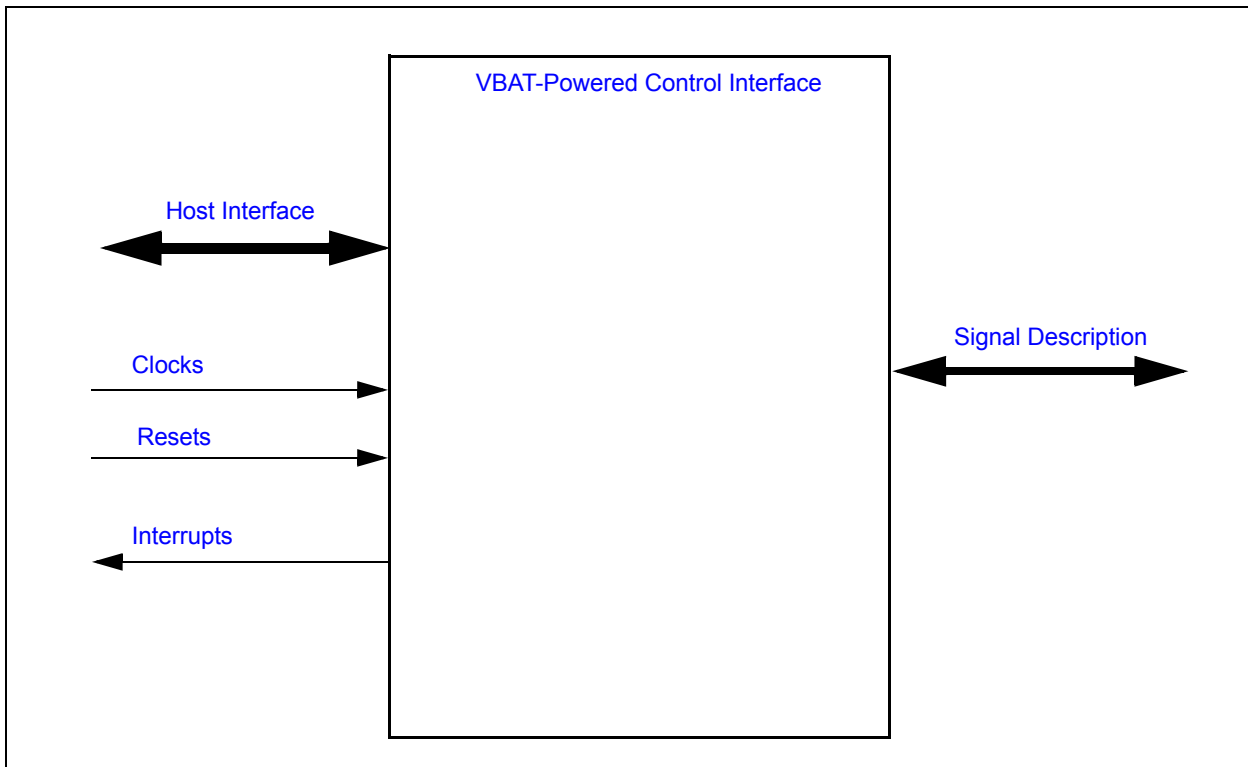 VBAT-Powered Control Interface
Host Interface
Signal Description
Clocks
Resets
Interrupts